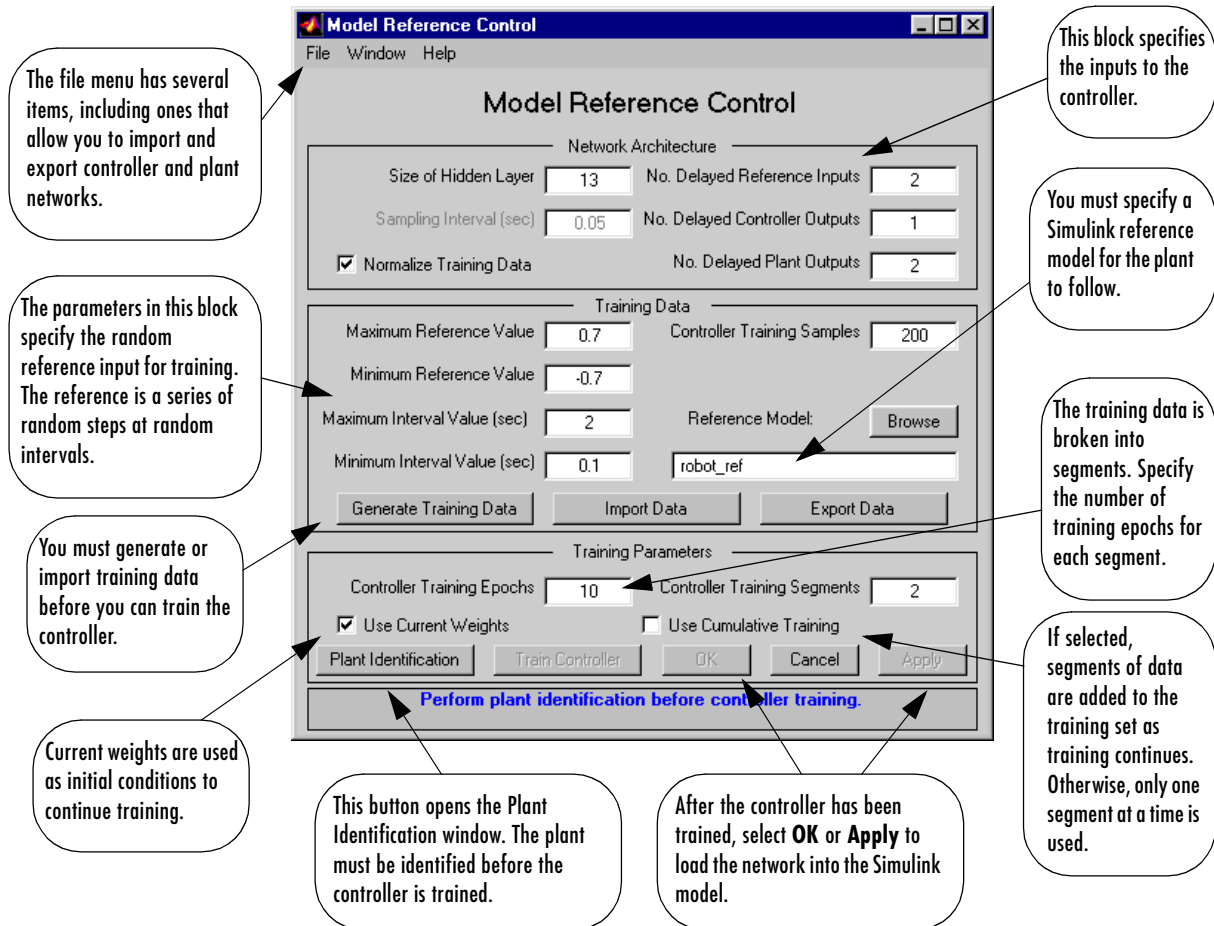 Model Reference Control
File Window Help
Model Reference Control
Network Architecture
Size of Hidden Layer 13 No. Delayed Reference Inputs 2
Sampling Interval (sec) 0.05 No. Delayed Controller Outputs 1
Normalize Training Data No. Delayed Plant Outputs 2
Training Data
Maximum Reference Value 0.7 Controller Training Samples 200
Minimum Reference Value -0.7
Maximum Interval Value (sec) 2 Reference Model: Browse
Minimum Interval Value (sec) 0.1 robot_ref
Generate Training Data Import Data Export Data
Training Parameters
Controller Training Epochs 10 Controller Training Segments 2
Use Current Weights Use Cumulative Training
Plant Identification Train Controller OK Cancel Apply
Perform plant identification before controller training.
The file menu has several
items, including ones that
allow you to import and
export controller and plant
networks.
The parameters in this block
specify the random
reference input for training.
The reference is a series of
random steps at random
intervals.
You must generate or
import training data
before you can train the
controller.
Current weights are used
as initial conditions to
continue training.
This button opens the Plant
Identification window. The plant
must be identified before the
controller is trained.
After the controller has been
trained, select OK or Apply to
load the network into the Simulink
model.
This block specifies
the inputs to the
controller.
You must specify a
Simulink reference
model for the plant
to follow.
The training data is
broken into
segments. Specify
the number of
training epochs for
each segment.
If selected,
segments of data
are added to the
training set as
training continues.
Otherwise, only one
segment at a time is
used.